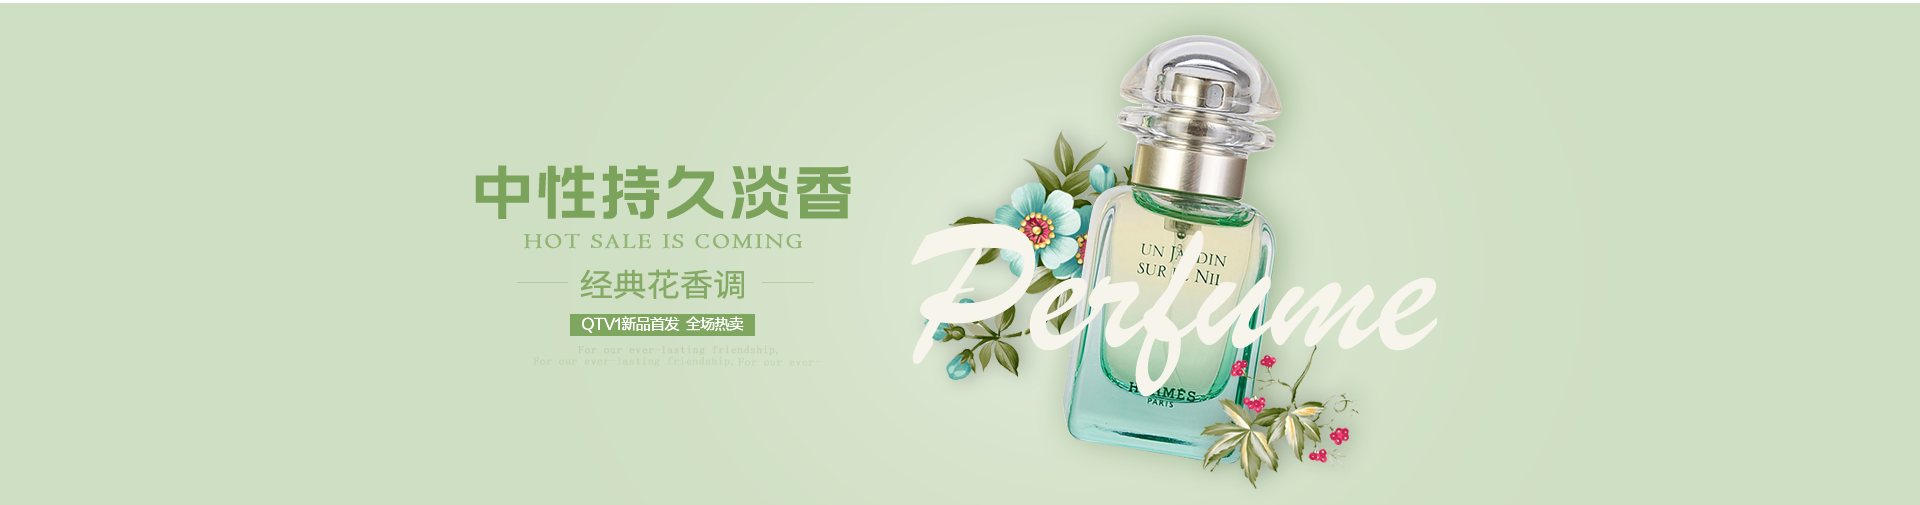 中性持久淡香
HOT SALE IS COMING
经典花香调
QTV1新品首发 全场热卖
For our ever-lasting friendship,
For our ever-lasting friendship,For our ever-
Perfume
UN JARDIN
SUR LE NIL
HERMÈS
PARIS